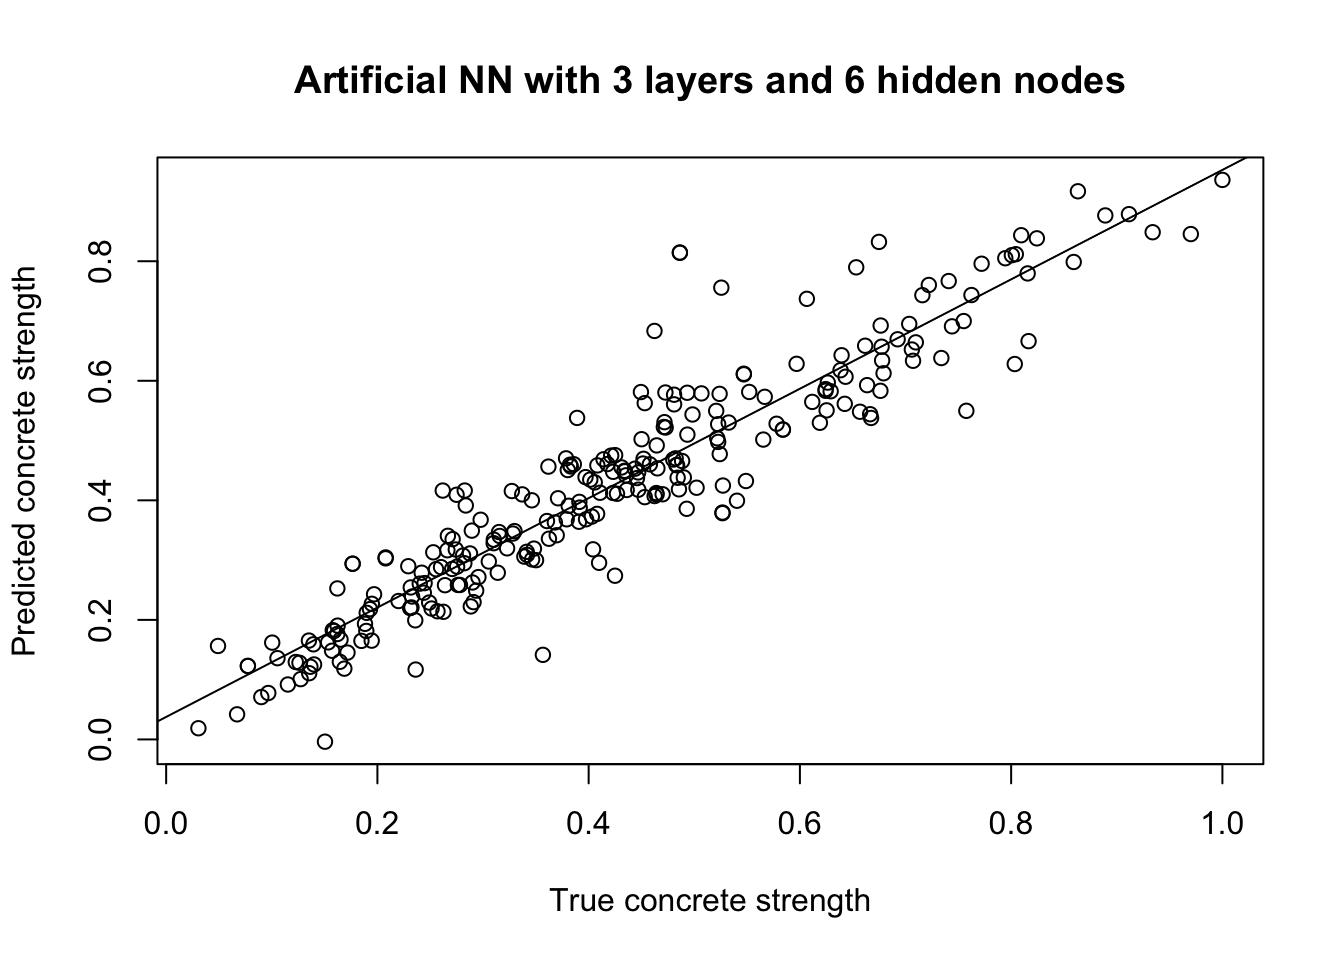 Artificial NN with 3 layers and 6 hidden nodes
Predicted concrete strength
0.8
0.6
0.4
0.2
0.0
0.0 0.2 0.4 0.6 0.8 1.0
True concrete strength